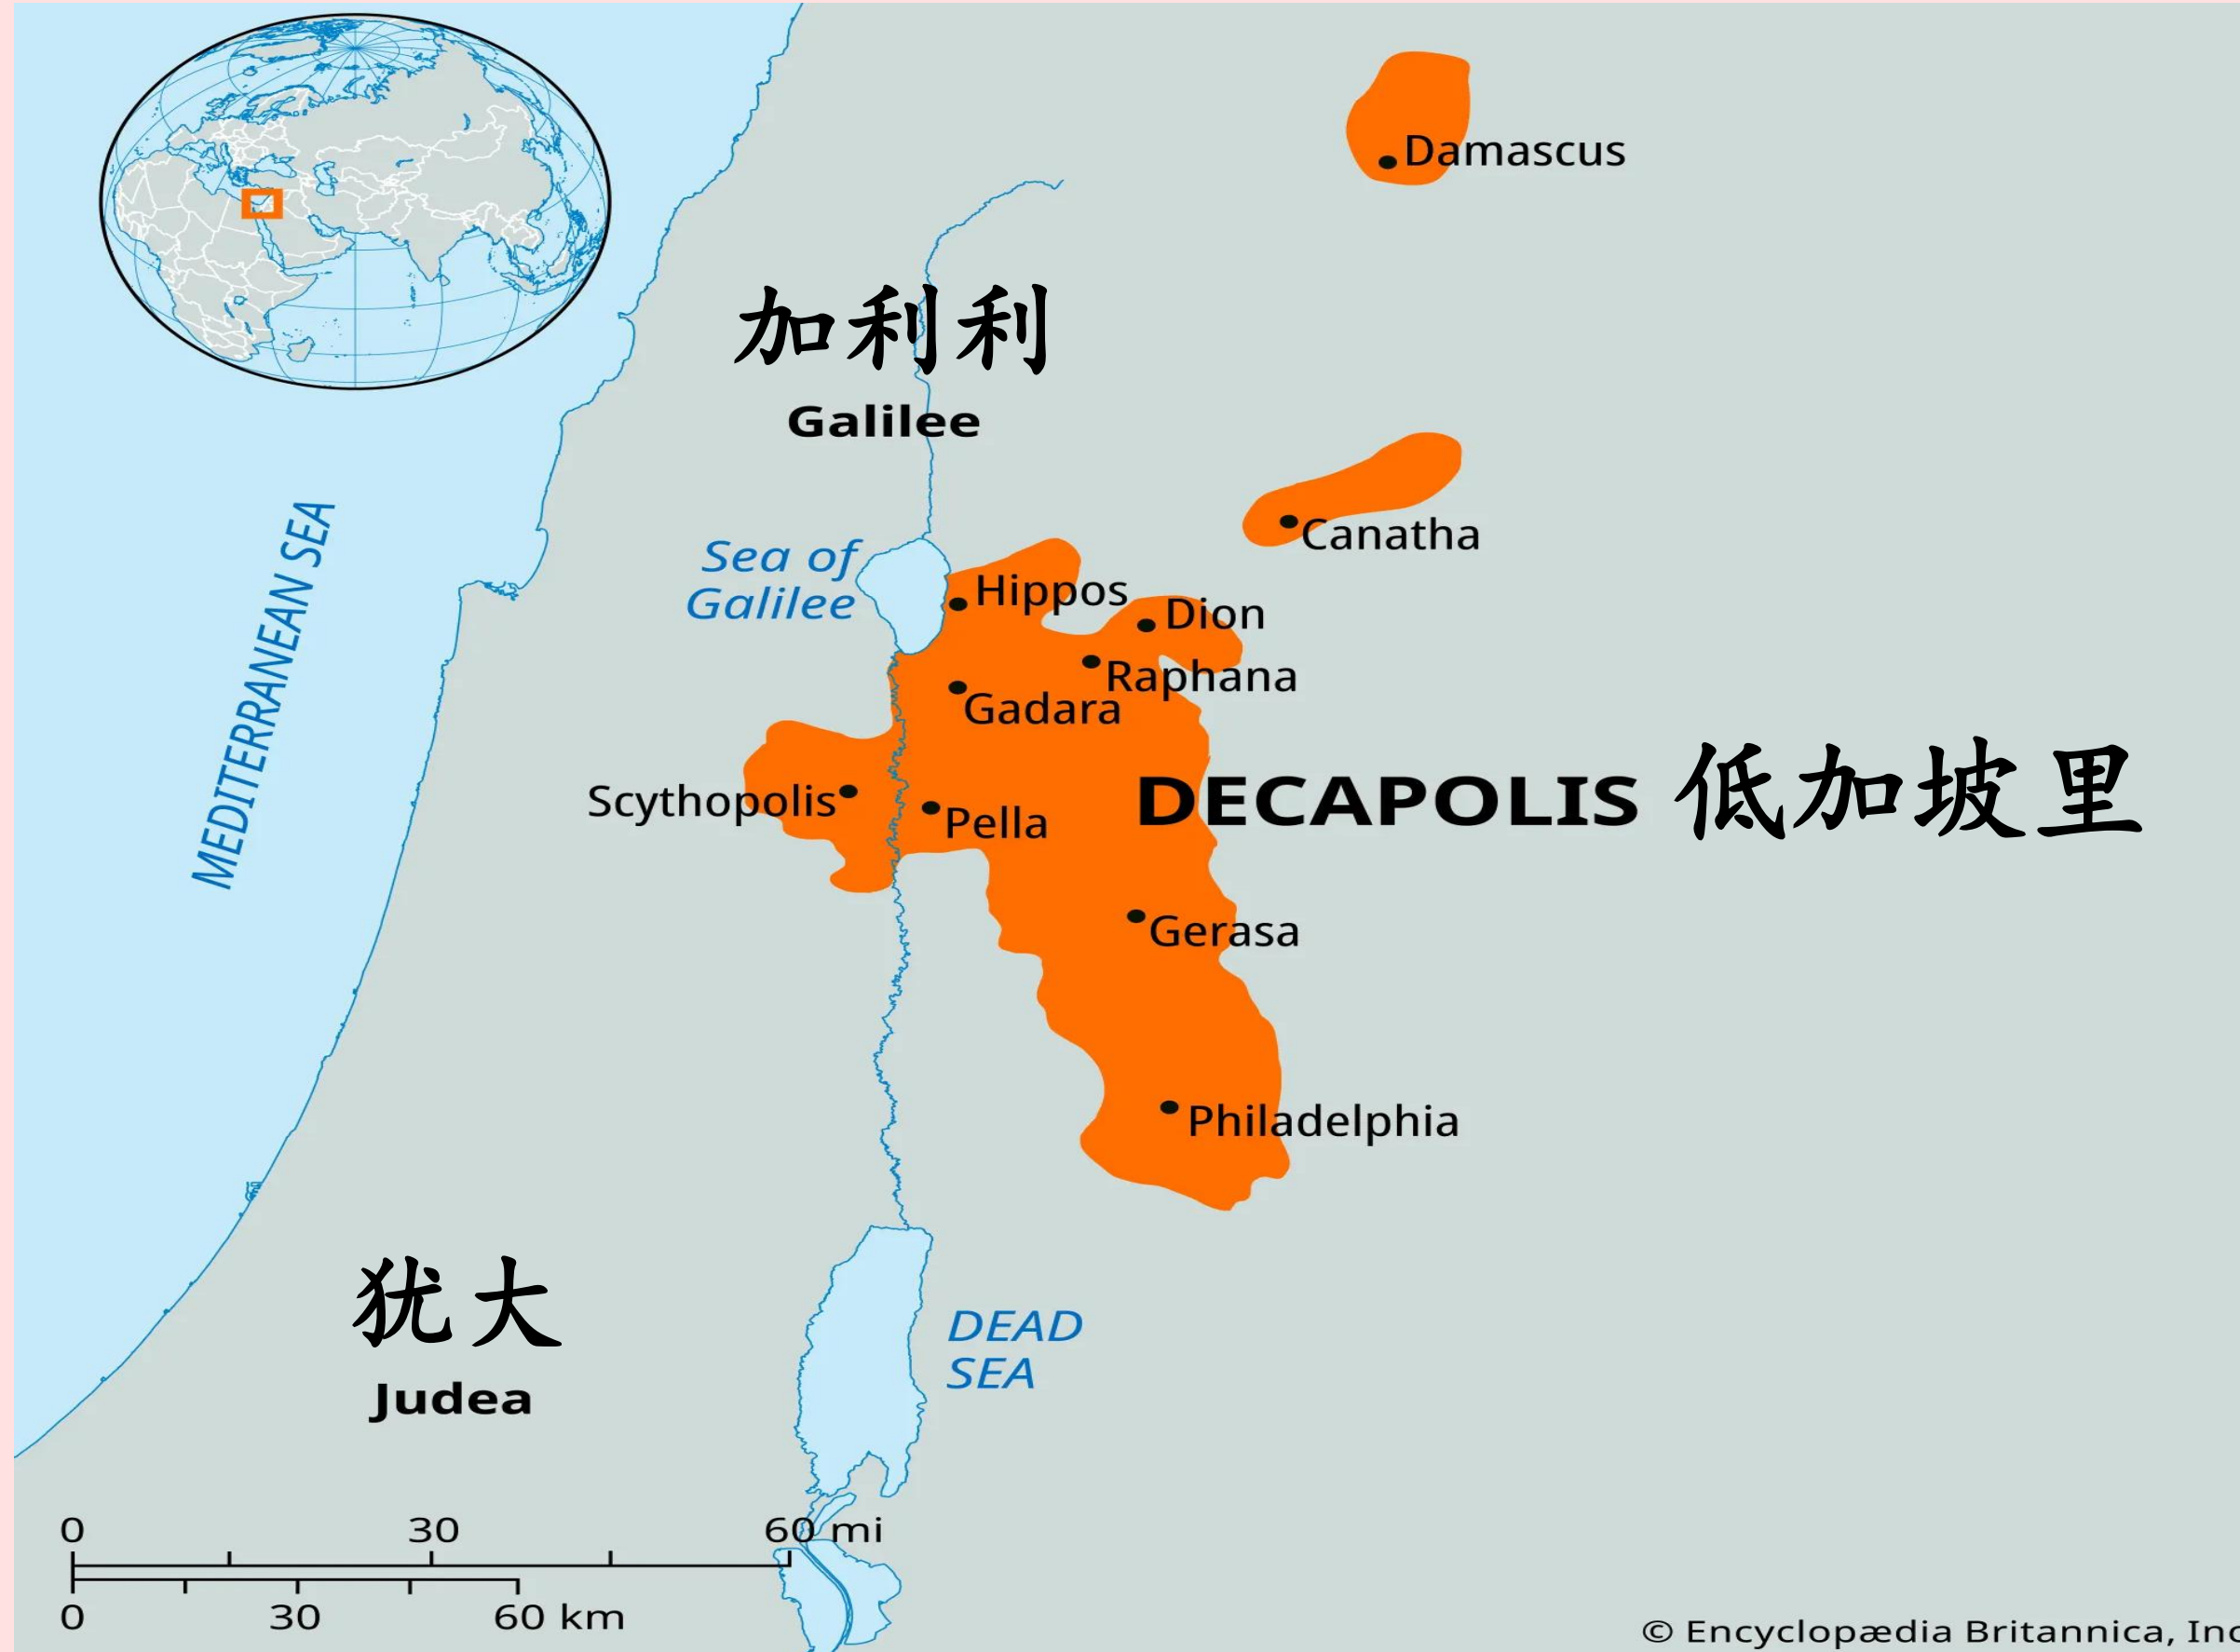 Damascus
加利利
Galilee
Canatha
MEDITERRANEAN SEA
Sea of
Galilee
Hippos
Dion
Raphana
Gadara
DECAPOLIS 低加坡里
Scythopolis
Pella
Gerasa
Philadelphia
犹大
Judea
DEAD
SEA
0 30 60 mi
0 30 60 km
© Encyclopædia Britannica, Inc